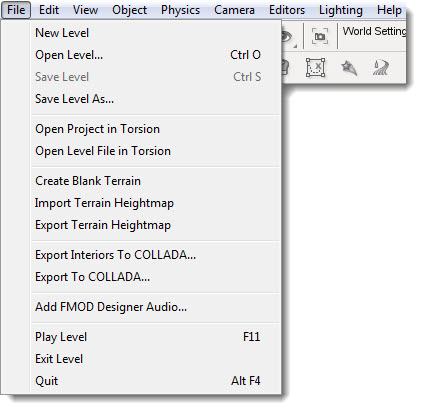 File Edit View Object Physics Camera Editors Lighting Help
World Setting
New Level
Open Level... Ctrl O
Save Level Ctrl S
Save Level As...
Open Project in Torsion
Open Level File in Torsion
Create Blank Terrain
Import Terrain Heightmap
Export Terrain Heightmap
Export Interiors To COLLADA...
Export To COLLADA...
Add FMOD Designer Audio...
Play Level F11
Exit Level
Quit Alt F4